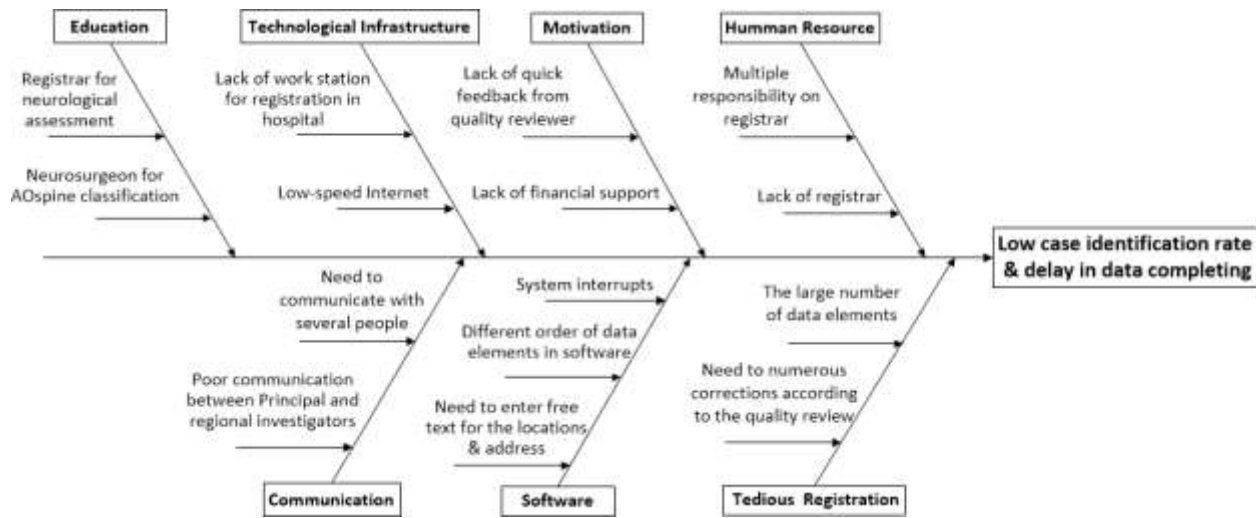 Education
Technological Infrastructure
Motivation
Humman Resource
Registrar for
neurological
assessment
Neurosurgeon for
AOspine classification
Lack of work station
for registration in
hospital
Low-speed Internet
Lack of quick
feedback from
quality reviewer
Lack of financial support
Multiple
responsibility on
registrar
Lack of registrar
Low case identification rate
& delay in data completing
Need to
communicate with
several people
Poor communication
between Principal and
regional investigators
System interrupts
Different order of data
elements in software
Need to enter free
text for the locations
& address
The large number
of data elements
Need to numerous
corrections according
to the quality review
Communication
Software
Tedious Registration